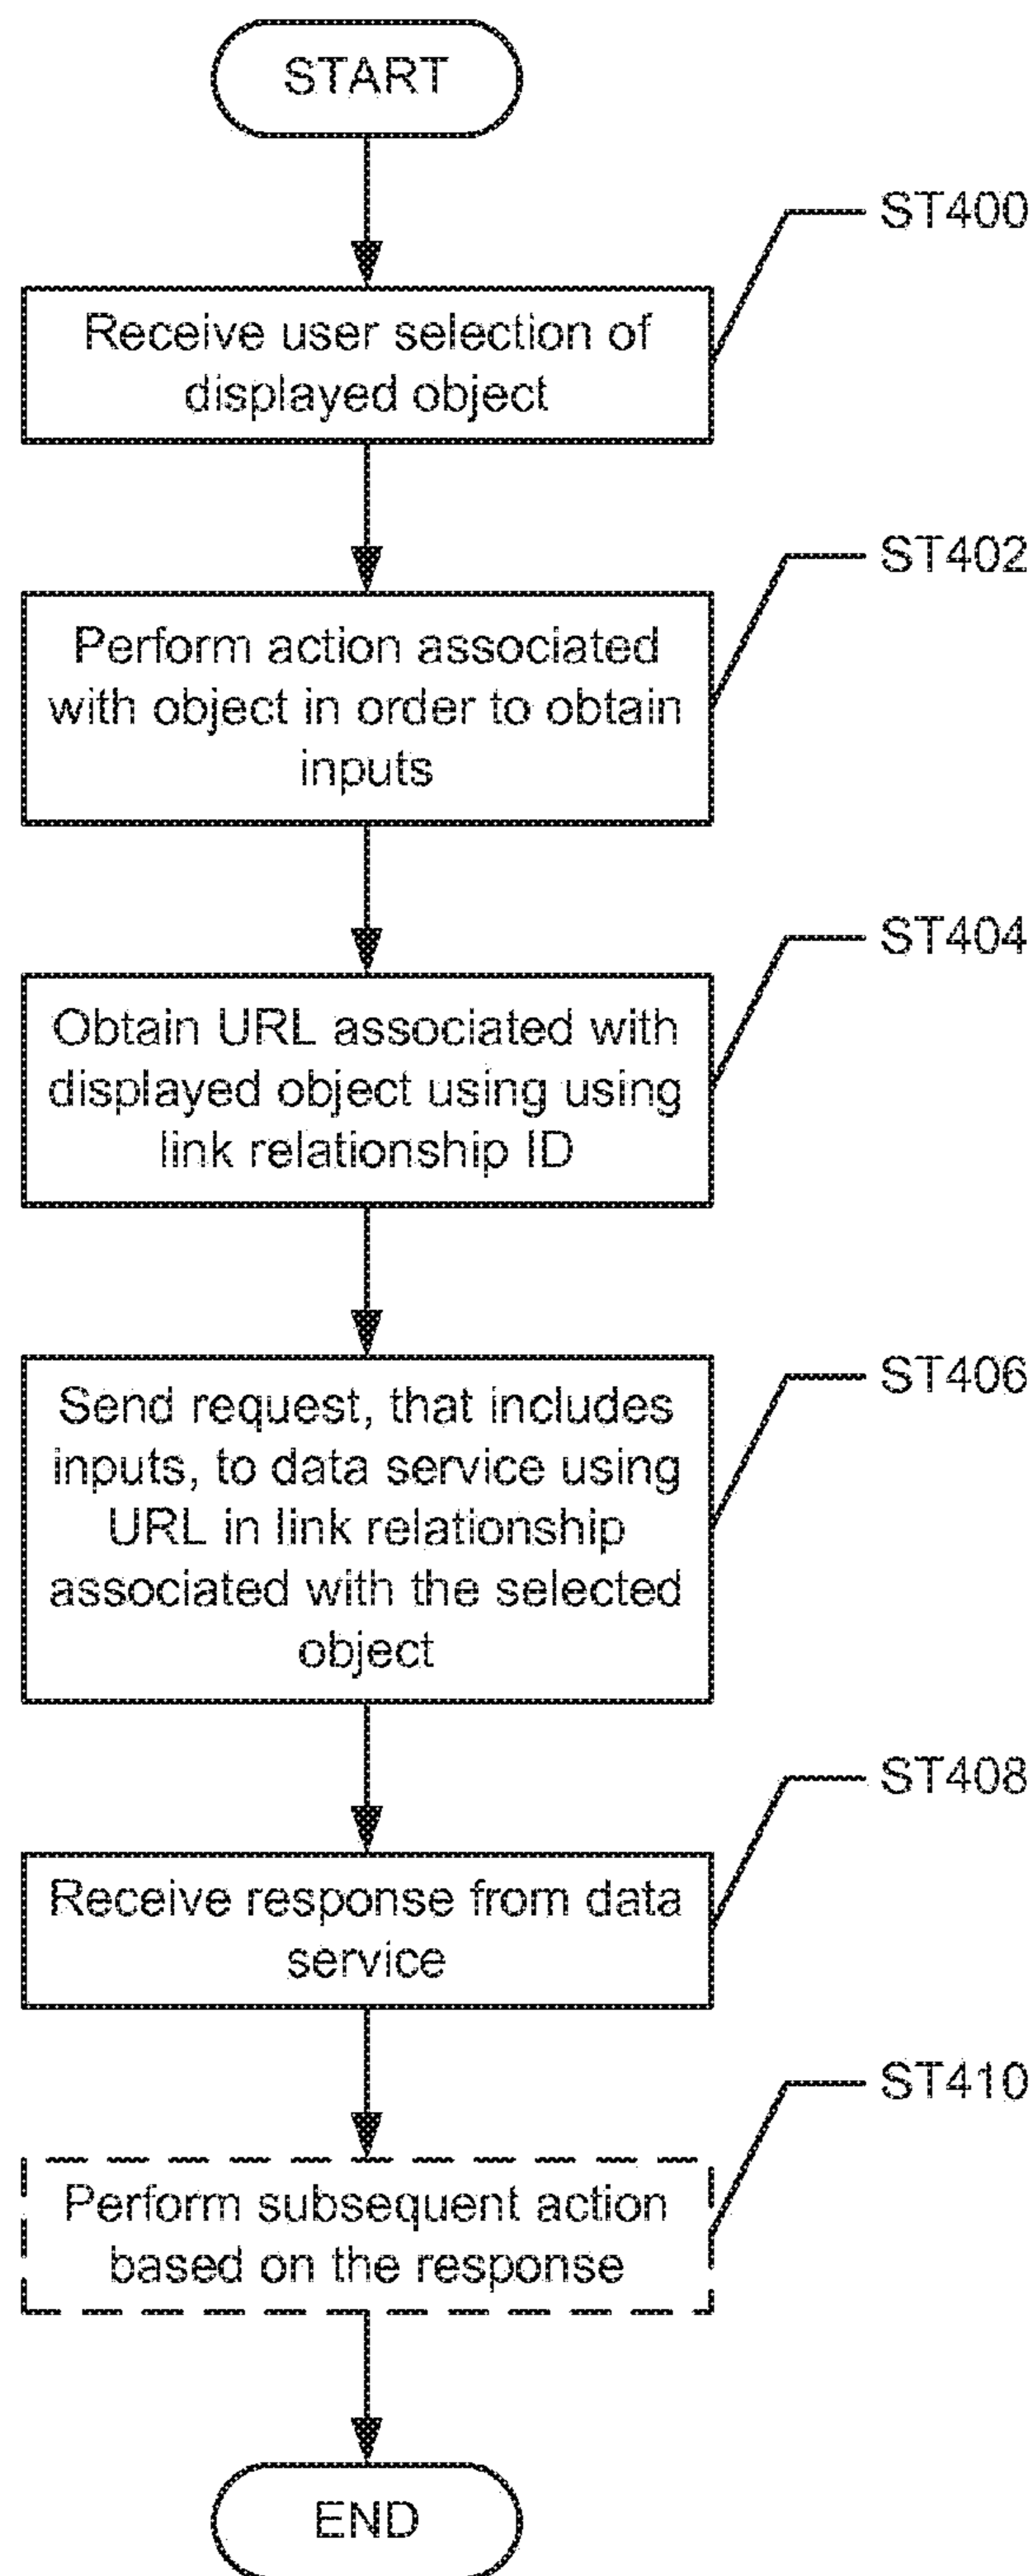 START
ST400
Receive user selection of
displayed object
ST402
Perform action associated
with object in order to obtain
inputs
ST404
Obtain URL associated with
displayed object using using
link relationship ID
ST406
Send request, that includes
inputs, to data service using
URL in link relationship
associated with the selected
object
ST408
Receive response from data
service
ST410
Perform subsequent action
based on the response
END